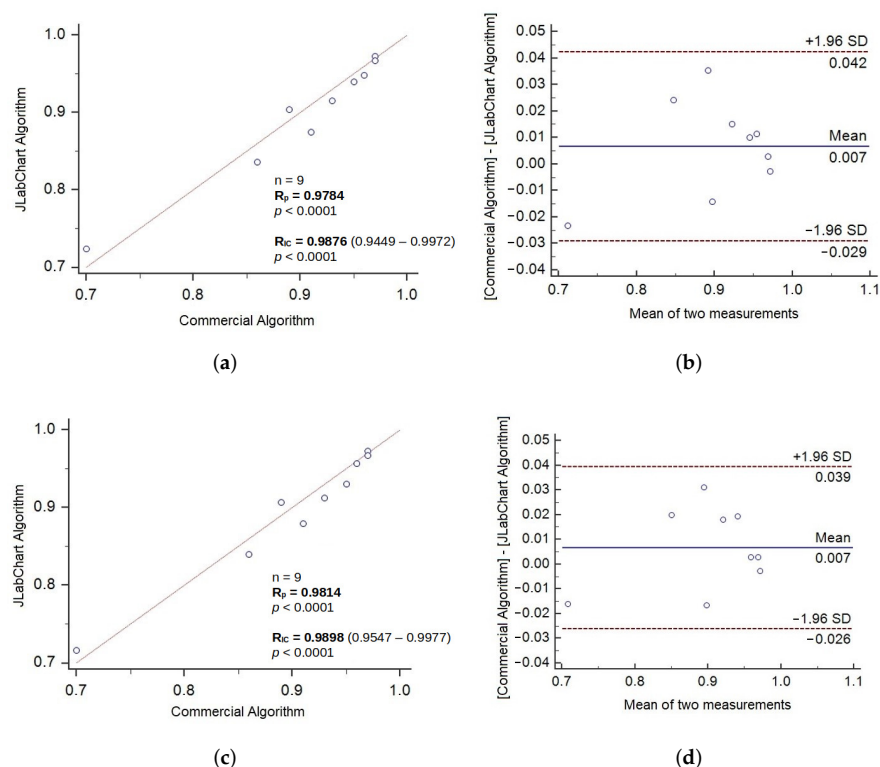 1.0
0.9
0.8
0.7
JLabChart Algorithm
n = 9
Rp = 0.9784
p < 0.0001
RIC = 0.9876 (0.9449 – 0.9972)
p < 0.0001
0.7 0.8 0.9 1.0
Commercial Algorithm
(a)
0.05
0.04
0.03
0.02
0.01
0.00
−0.01
−0.02
−0.03
−0.04
[Commercial Algorithm] - [JLabChart Algorithm]
+1.96 SD
0.042
Mean
0.007
−1.96 SD
−0.029
0.7 0.8 0.9 1.0 1.1
Mean of two measurements
(b)
1.0
0.9
0.8
0.7
JLabChart Algorithm
n = 9
Rp = 0.9814
p < 0.0001
RIC = 0.9898 (0.9547 – 0.9977)
p < 0.0001
0.7 0.8 0.9 1.0
Commercial Algorithm
(c)
0.05
0.04
0.03
0.02
0.01
0.00
−0.01
−0.02
−0.03
−0.04
[Commercial Algorithm] - [JLabChart Algorithm]
+1.96 SD
0.039
Mean
0.007
−1.96 SD
−0.026
0.7 0.8 0.9 1.0 1.1
Mean of two measurements
(d)